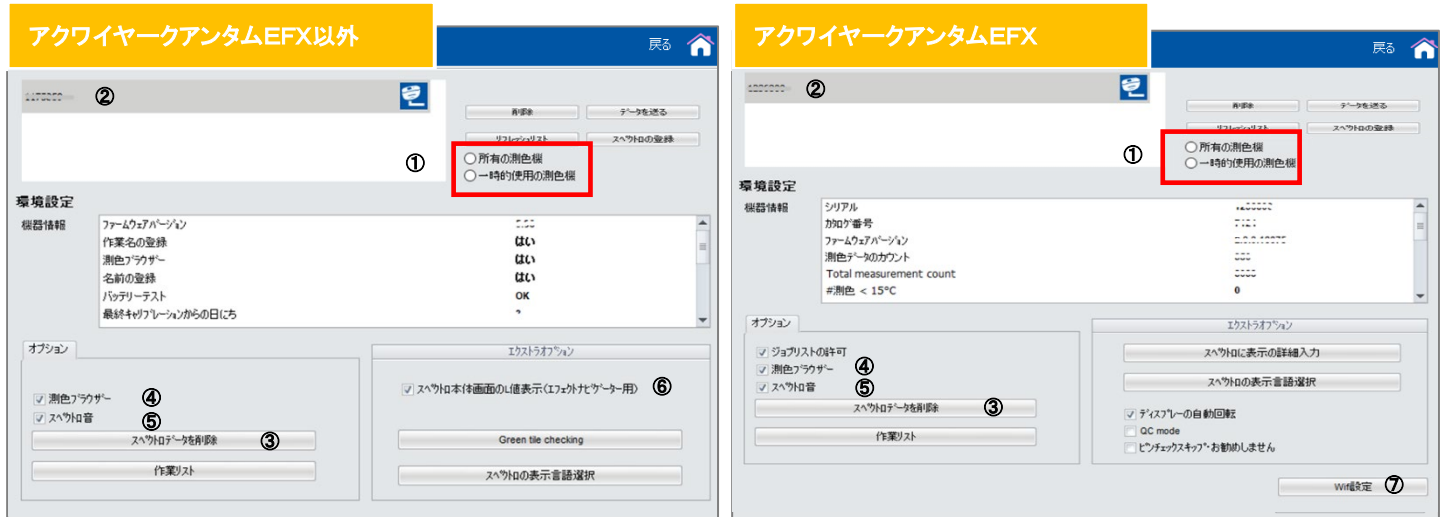 アクワイヤークアンタムEFX以外
戻る
②
削除
データを送る
リフレッシュリスト
スペクトロの登録
①
所有の測色機
一時的使用の測色機
環境設定
機器情報
ファームウェアバージョン
作業名の登録 はい
測色ブラウザー はい
名前の登録 はい
バッテリーテスト OK
最終キャリブレーションからの日にち
オプション
測色ブラウザー ④
スペクトロ音 ⑤
スペクトロデータを削除 ③
作業リスト
エクストラオプション
スペクトロ本体画面のL値表示(エフェクトナビゲーター用) ⑥
Green tile checking
スペクトロの表示言語選択
アクワイヤークアンタムEFX
戻る
②
削除
データを送る
リフレッシュリスト
スペクトロの登録
①
所有の測色機
一時的使用の測色機
環境設定
機器情報
シリアル
カタログ番号
ファームウェアバージョン
測色データのカウント
Total measurement count
#測色 < 15°C 0
オプション
ジョブリストの許可
測色ブラウザー ④
スペクトロ音 ⑤
スペクトロデータを削除 ③
作業リスト
エクストラオプション
スペクトロに表示の詳細入力
スペクトロの表示言語選択
ディスプレーの自動回転
QC mode
ピンチェックスキップ・お勧めしません
Wifi設定 ⑦